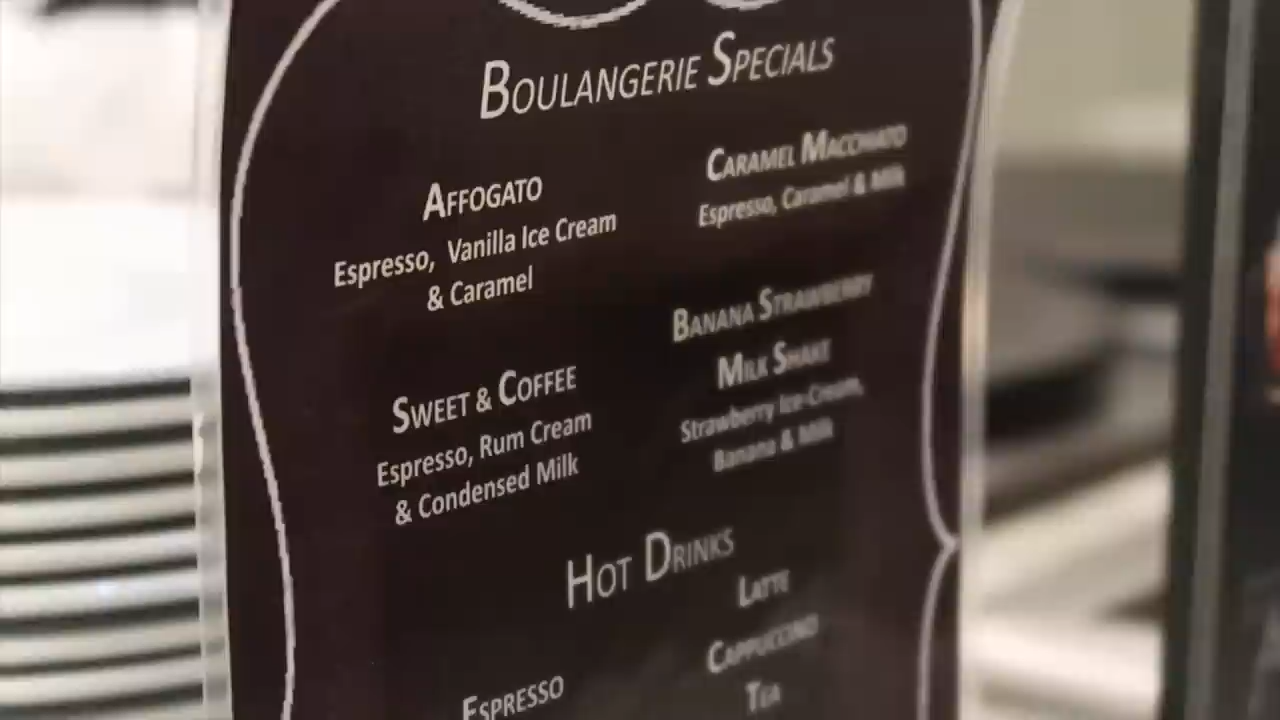 BOULANGERIE SPECIALS
AFFOGATO
Espresso, Vanilla Ice Cream
& Caramel
SWEET & COFFEE
Espresso, Rum Cream
& Condensed Milk
CARAMEL MACCHIATO
Espresso, Caramel & Milk
BANANA STRAWBERRY
MILK SHAKE
Strawberry Ice-Cream,
Banana & Milk
HOT DRINKS
ESPRESSO
LATTE
CAPPUCCINO
TEA